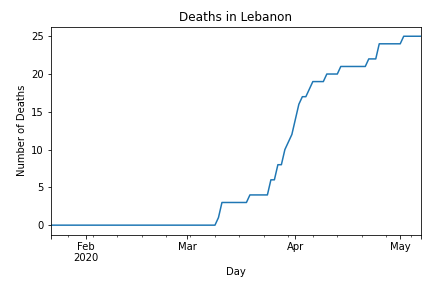 Deaths in Lebanon
Number of Deaths
25
20
15
10
5
0
Feb
2020
Mar
Apr
May
Day